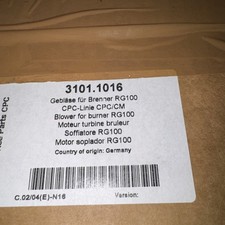 3101.1016
Gebläse für Brenner RG100
CPC-Linie CPC/CM
Blower for burner RG100
Moteur turbine bruleur
Soffiatore RG100
Motor soplador RG100
Country of origin: Germany
C.02/04(E)-N16
Version:
Parts CPC